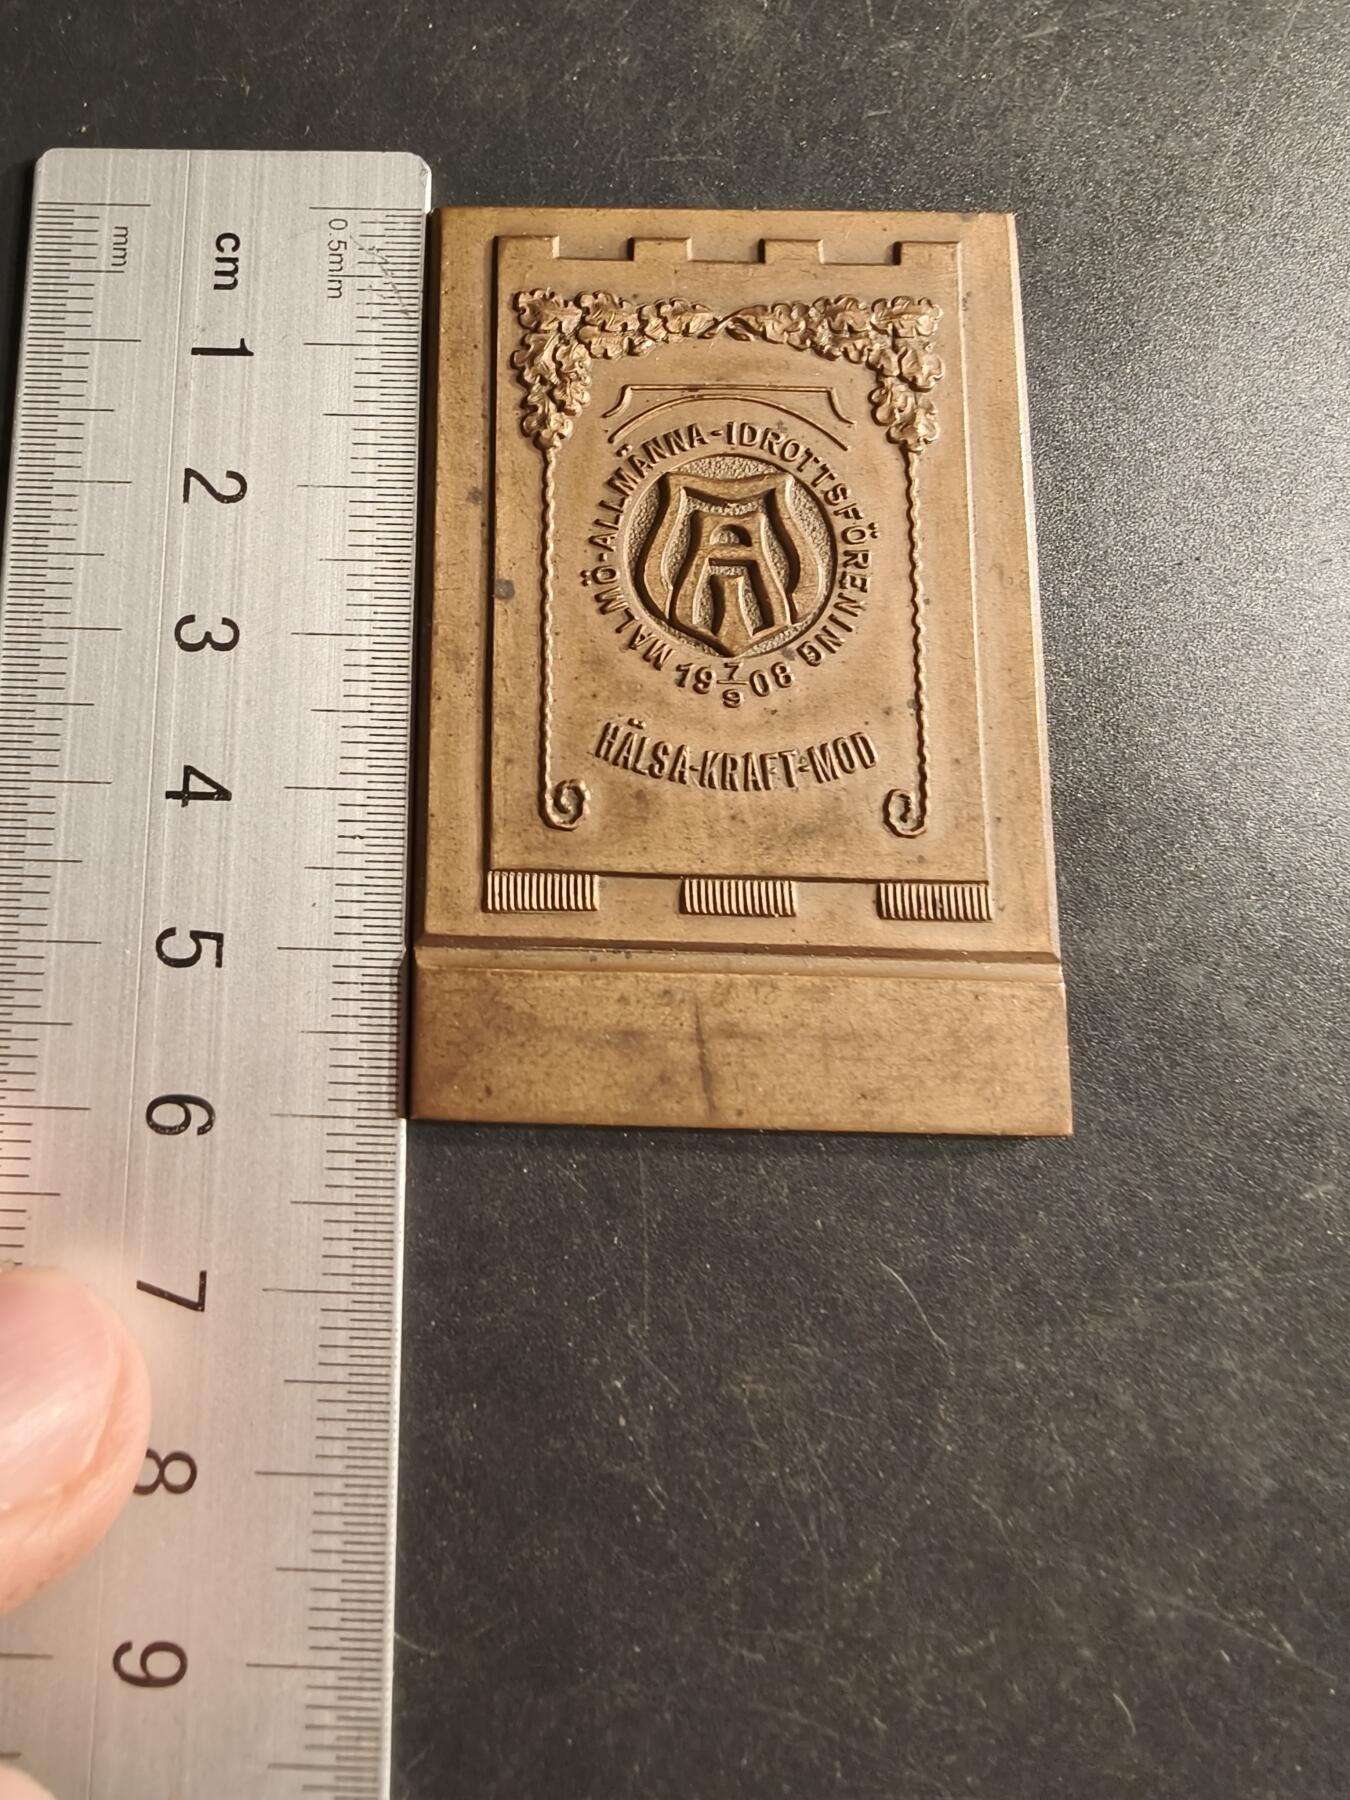 mm
cm
0.5mm
1
2
3
4
5
6
7
8
9
MALMÖ-ALLMÄNNA-IDROTTSFÖRENING
19 7/9 08
MAI
HÄLSA-KRAFT-MOD